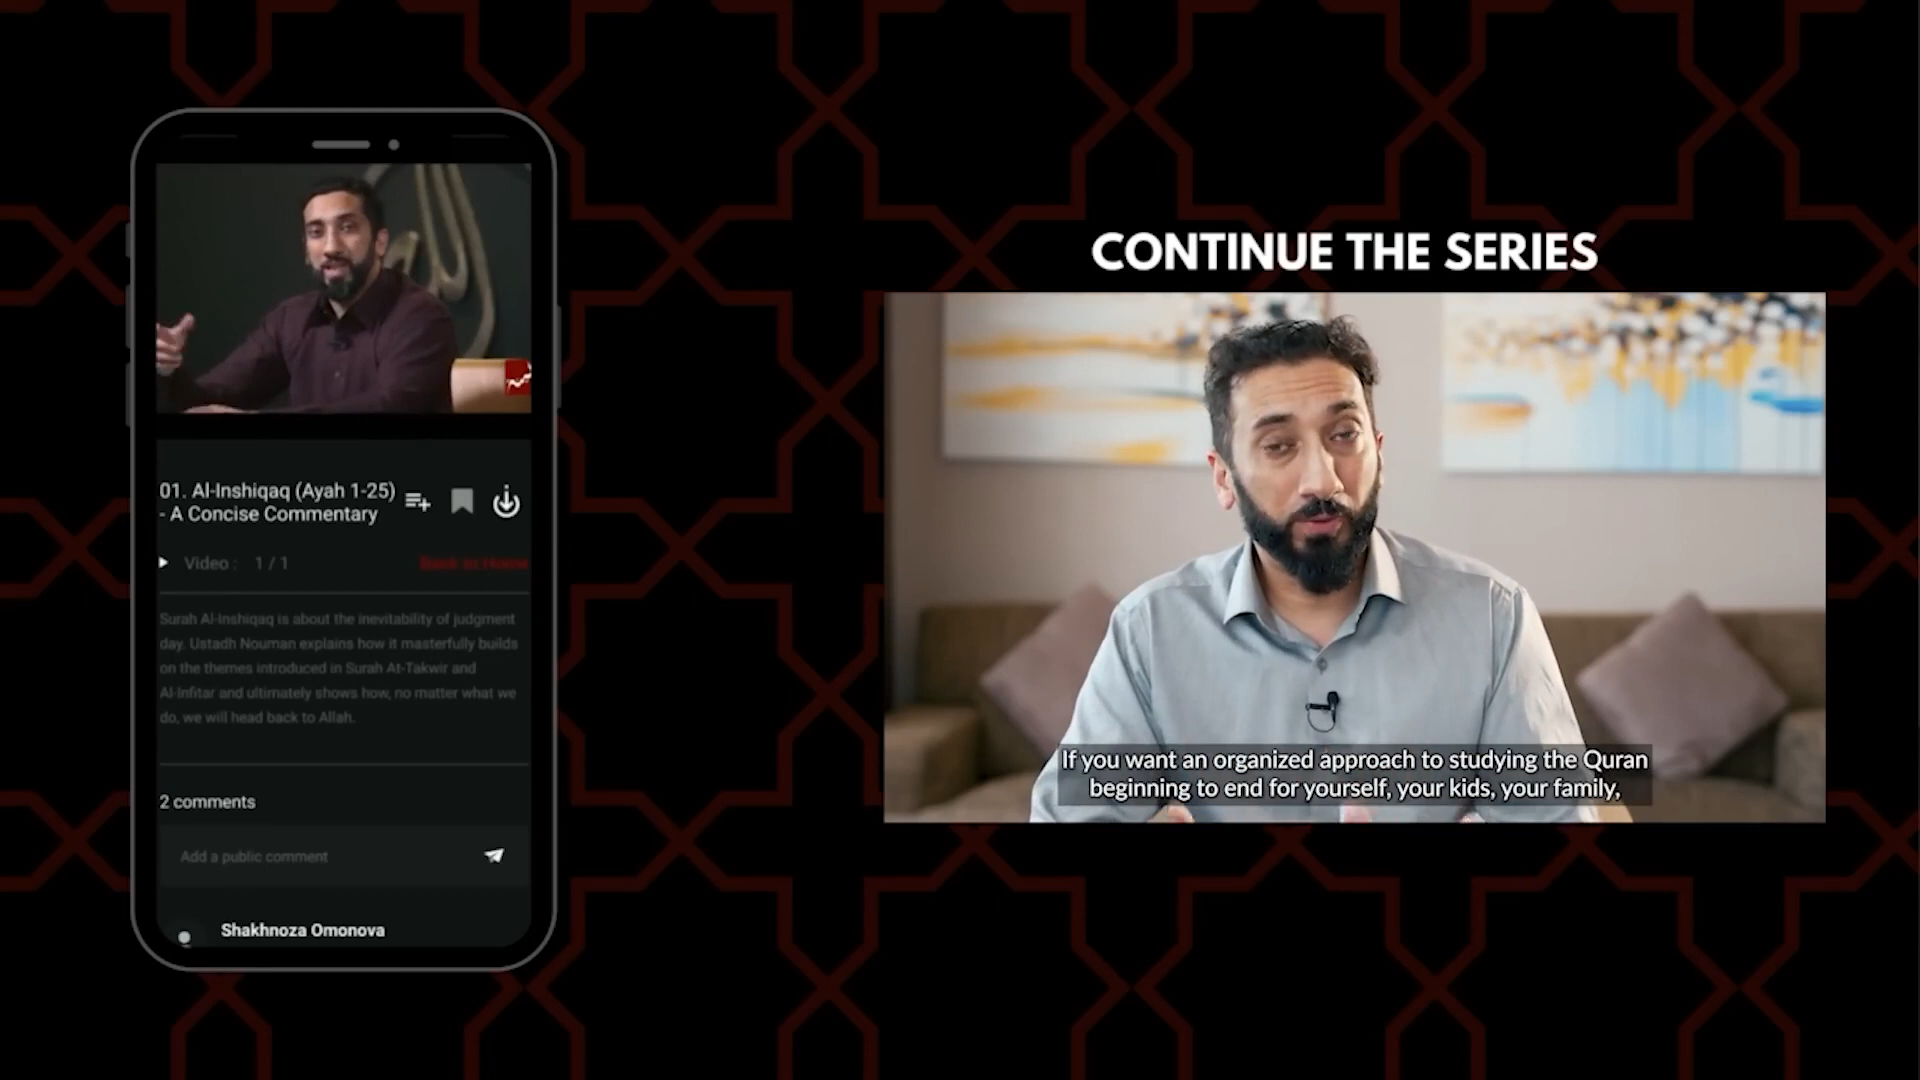 01. Al-Inshiqaq (Ayah 1-25)
- A Concise Commentary
Video : 1 / 1
Back to Home
Surah Al-Inshiqaq is about the inevitability of judgment
day. Ustadh Nouman explains how it masterfully builds
on the themes introduced in Surah At-Takwir and
Al-Infitar and ultimately shows how, no matter what we
do, we will head back to Allah.
2 comments
Add a public comment
Shakhnoza Omonova
CONTINUE THE SERIES
If you want an organized approach to studying the Quran
beginning to end for yourself, your kids, your family,